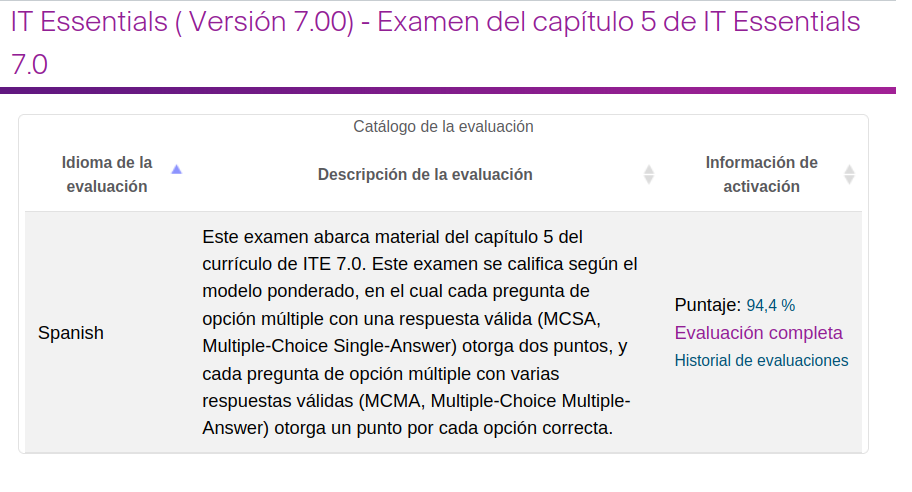 IT Essentials ( Versión 7.00) - Examen del capítulo 5 de IT Essentials
7.0
Catálogo de la evaluación
Idioma de la
evaluación
Descripción de la evaluación
Información de
activación
Spanish
Este examen abarca material del capítulo 5 del
currículo de ITE 7.0. Este examen se califica según el
modelo ponderado, en el cual cada pregunta de
opción múltiple con una respuesta válida (MCSA,
Multiple-Choice Single-Answer) otorga dos puntos, y
cada pregunta de opción múltiple con varias
respuestas válidas (MCMA, Multiple-Choice Multiple-
Answer) otorga un punto por cada opción correcta.
Puntaje: 94,4 %
Evaluación completa
Historial de evaluaciones